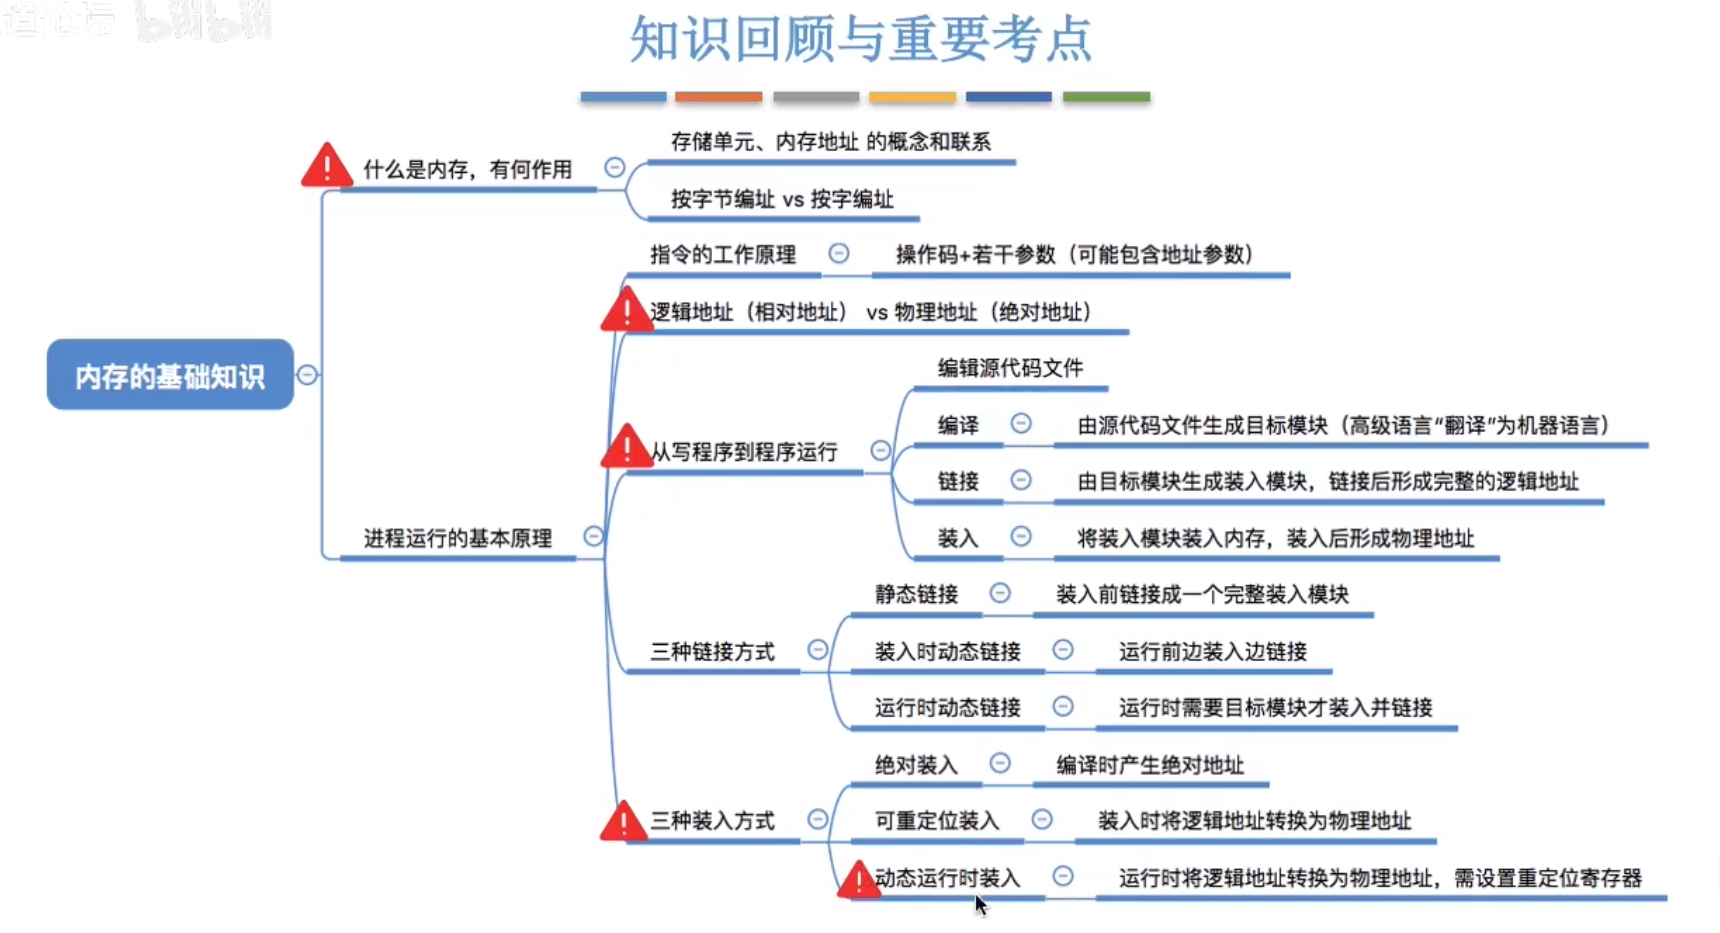 道论坛 bilibili
知识回顾与重要考点
内存的基础知识
什么是内存，有何作用
存储单元、内存地址 的概念和联系
按字节编址 vs 按字编址
进程运行的基本原理
指令的工作原理
操作码+若干参数（可能包含地址参数）
逻辑地址（相对地址） vs 物理地址（绝对地址）
从写程序到程序运行
编辑源代码文件
编译
由源代码文件生成目标模块（高级语言“翻译”为机器语言）
链接
由目标模块生成装入模块，链接后形成完整的逻辑地址
装入
将装入模块装入内存，装入后形成物理地址
三种链接方式
静态链接
装入前链接成一个完整装入模块
装入时动态链接
运行前边装入边链接
运行时动态链接
运行时需要目标模块才装入并链接
三种装入方式
绝对装入
编译时产生绝对地址
可重定位装入
装入时将逻辑地址转换为物理地址
动态运行时装入
运行时将逻辑地址转换为物理地址，需设置重定位寄存器